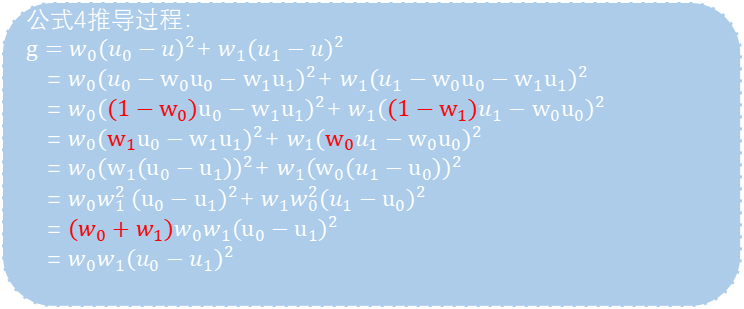 公式4推导过程：
g = w₀(u₀ − u)² + w₁(u₁ − u)²
= w₀(u₀ − w₀u₀ − w₁u₁)² + w₁(u₁ − w₀u₀ − w₁u₁)²
= w₀((1 − w₀)u₀ − w₁u₁)² + w₁((1 − w₁)u₁ − w₀u₀)²
= w₀(w₁u₀ − w₁u₁)² + w₁(w₀u₁ − w₀u₀)²
= w₀(w₁(u₀ − u₁))² + w₁(w₀(u₁ − u₀))²
= w₀w₁² (u₀ − u₁)² + w₁w₀²(u₁ − u₀)²
= (w₀ + w₁)w₀w₁(u₀ − u₁)²
= w₀w₁(u₀ − u₁)²